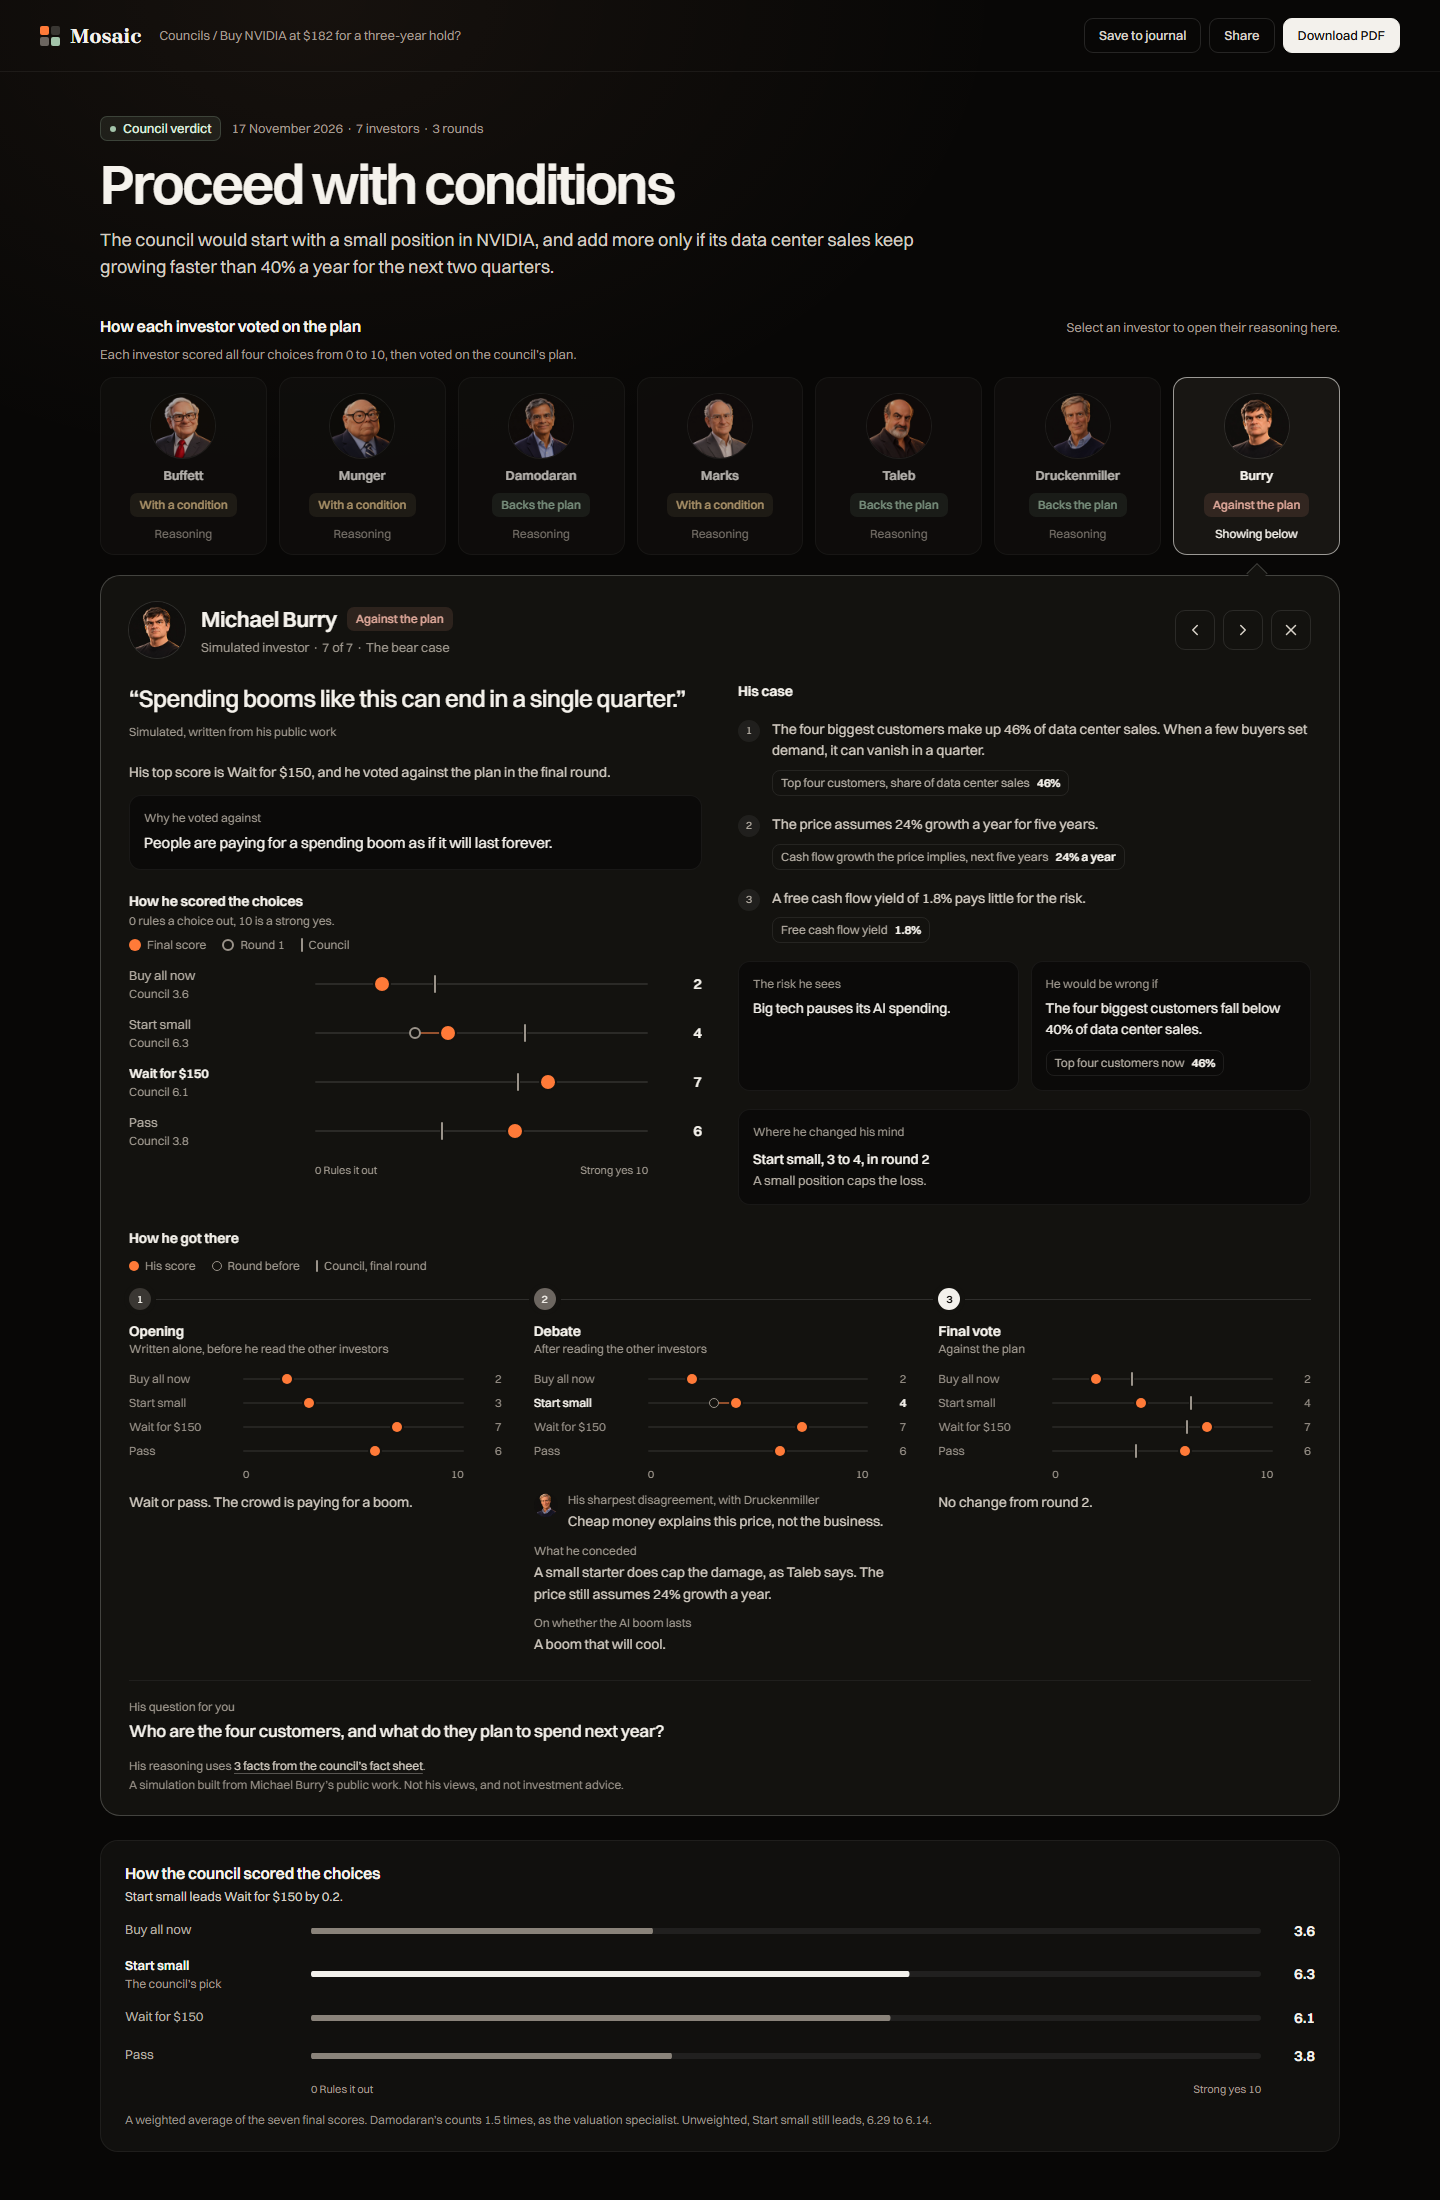 Mosaic
Councils / Buy NVIDIA at $182 for a three-year hold?
Save to journal
Share
Download PDF
Council verdict
17 November 2026 · 7 investors · 3 rounds
Proceed with conditions
The council would start with a small position in NVIDIA, and add more only if its data center sales keep
growing faster than 40% a year for the next two quarters.
How each investor voted on the plan
Select an investor to open their reasoning here.
Each investor scored all four choices from 0 to 10, then voted on the council's plan.
Buffett
With a condition
Reasoning
Munger
With a condition
Reasoning
Damodaran
Backs the plan
Reasoning
Marks
With a condition
Reasoning
Taleb
Backs the plan
Reasoning
Druckenmiller
Backs the plan
Reasoning
Burry
Against the plan
Showing below
Michael Burry
Against the plan
Simulated investor · 7 of 7 · The bear case
“Spending booms like this can end in a single quarter.”
Simulated, written from his public work
His top score is Wait for $150, and he voted against the plan in the final round.
Why he voted against
People are paying for a spending boom as if it will last forever.
How he scored the choices
0 rules a choice out, 10 is a strong yes.
Final score
Round 1
Council
Buy all now
Council 3.6
2
Start small
Council 6.3
4
Wait for $150
Council 6.1
7
Pass
Council 3.8
6
0 Rules it out
Strong yes 10
His case
1
The four biggest customers make up 46% of data center sales. When a few buyers set
demand, it can vanish in a quarter.
Top four customers, share of data center sales 46%
2
The price assumes 24% growth a year for five years.
Cash flow growth the price implies, next five years 24% a year
3
A free cash flow yield of 1.8% pays little for the risk.
Free cash flow yield 1.8%
The risk he sees
Big tech pauses its AI spending.
He would be wrong if
The four biggest customers fall below
40% of data center sales.
Top four customers now 46%
Where he changed his mind
Start small, 3 to 4, in round 2
A small position caps the loss.
How he got there
His score
Round before
Council, final round
1
Opening
Written alone, before he read the other investors
Buy all now 2
Start small 3
Wait for $150 7
Pass 6
0 10
Wait or pass. The crowd is paying for a boom.
2
Debate
After reading the other investors
Buy all now 2
Start small 4
Wait for $150 7
Pass 6
0 10
His sharpest disagreement, with Druckenmiller
Cheap money explains this price, not the business.
What he conceded
A small starter does cap the damage, as Taleb says. The
price still assumes 24% growth a year.
On whether the AI boom lasts
A boom that will cool.
3
Final vote
Against the plan
Buy all now 2
Start small 4
Wait for $150 7
Pass 6
0 10
No change from round 2.
His question for you
Who are the four customers, and what do they plan to spend next year?
His reasoning uses 3 facts from the council's fact sheet.
A simulation built from Michael Burry's public work. Not his views, and not investment advice.
How the council scored the choices
Start small leads Wait for $150 by 0.2.
Buy all now
3.6
Start small
The council's pick
6.3
Wait for $150
6.1
Pass
3.8
0 Rules it out
Strong yes 10
A weighted average of the seven final scores. Damodaran's counts 1.5 times, as the valuation specialist. Unweighted, Start small still leads, 6.29 to 6.14.